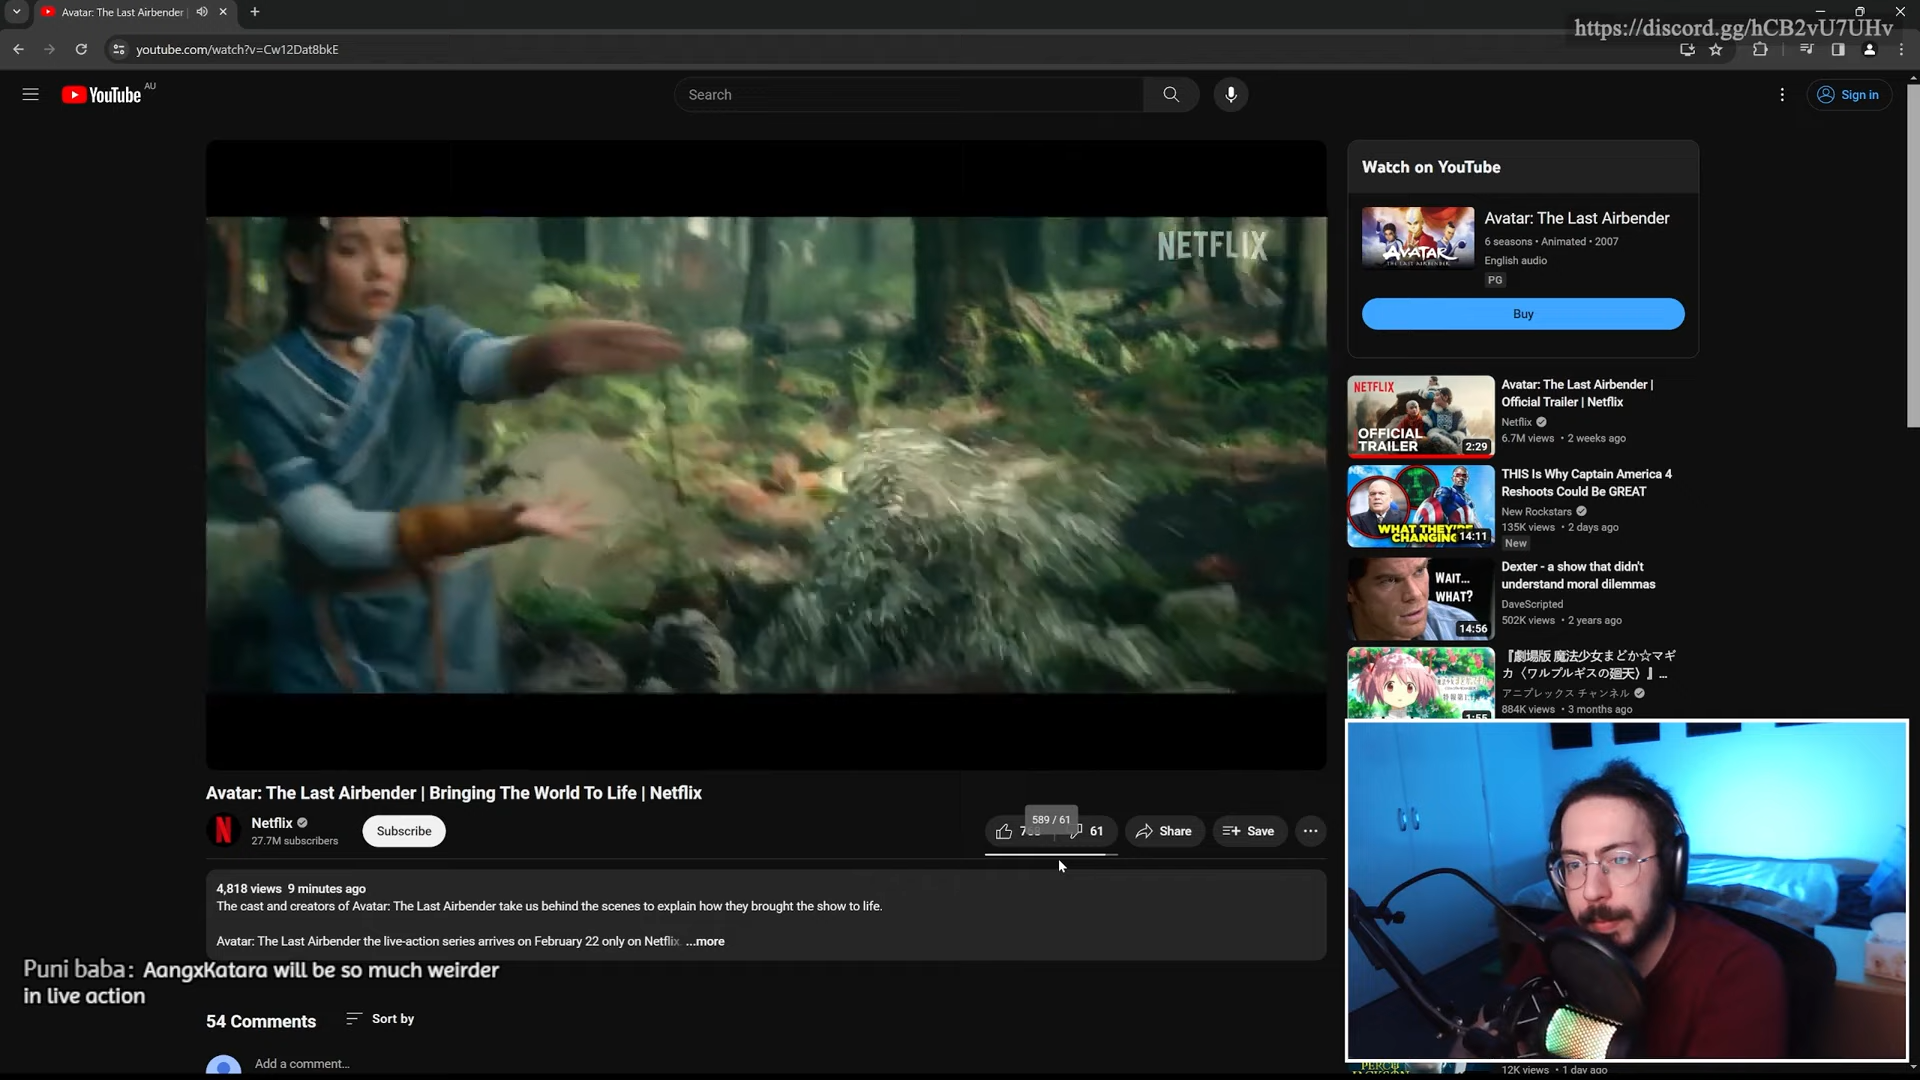 Avatar: The Last Airbender
https://discord.gg/hCB2vU7UHv
youtube.com/watch?v=Cw12Dat8bkE
YouTube AU
Search
Sign in
NETFLIX
Watch on YouTube
AVATAR
THE LAST AIRBENDER
Avatar: The Last Airbender
6 seasons • Animated • 2007
English audio
PG
Buy
NETFLIX
OFFICIAL
TRAILER
2:29
Avatar: The Last Airbender |
Official Trailer | Netflix
Netflix
6.7M views • 2 weeks ago
WHAT THEY'RE
CHANGING
14:11
THIS Is Why Captain America 4
Reshoots Could Be GREAT
New Rockstars
135K views • 2 days ago
New
WAIT...
WHAT?
14:56
Dexter - a show that didn't
understand moral dilemmas
DaveScripted
502K views • 2 years ago
1:55
『劇場版 魔法少女まどか☆マギ
カ〈ワルプルギスの廻天〉』...
アニプレックス チャンネル
884K views • 3 months ago
Avatar: The Last Airbender | Bringing The World To Life | Netflix
N
Netflix
27.7M subscribers
Subscribe
589 / 61
61
Share
Save
4,818 views 9 minutes ago
The cast and creators of Avatar: The Last Airbender take us behind the scenes to explain how they brought the show to life.
Avatar: The Last Airbender the live-action series arrives on February 22 only on Netflix. ...more
Puni baba: AangxKatara will be so much weirder
in live action
54 Comments
Sort by
Add a comment...
12K views • 1 day ago